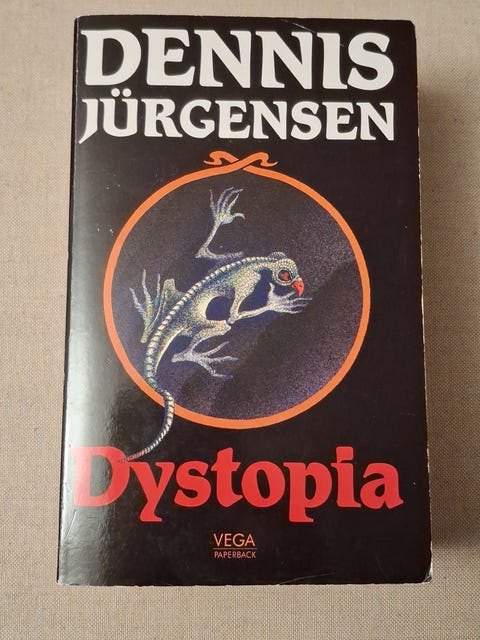 DENNIS
JÜRGENSEN
Dystopia
VEGA
PAPERBACK